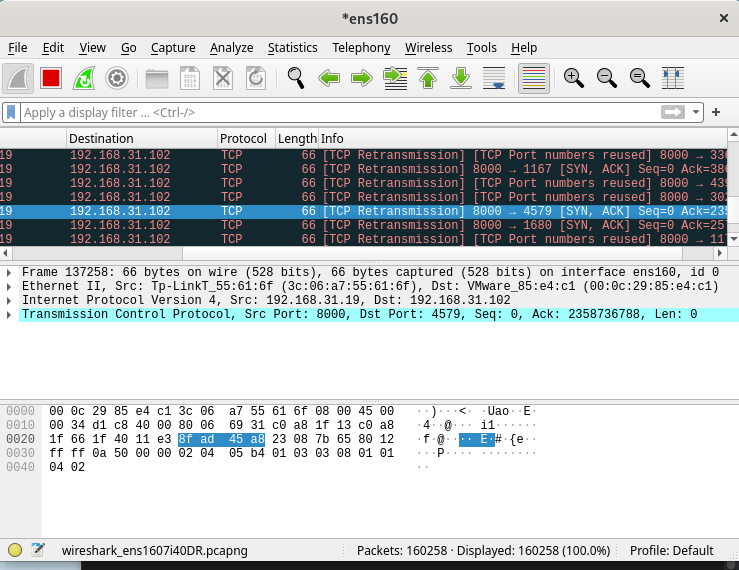 *ens160
File Edit View Go Capture Analyze Statistics Telephony Wireless Tools Help
Apply a display filter ... <Ctrl-/>
Destination Protocol Length Info
19 192.168.31.102 TCP 66 [TCP Retransmission] [TCP Port numbers reused] 8000 → 330
19 192.168.31.102 TCP 66 [TCP Retransmission] 8000 → 1167 [SYN, ACK] Seq=0 Ack=380
19 192.168.31.102 TCP 66 [TCP Retransmission] [TCP Port numbers reused] 8000 → 439
19 192.168.31.102 TCP 66 [TCP Retransmission] [TCP Port numbers reused] 8000 → 302
19 192.168.31.102 TCP 66 [TCP Retransmission] 8000 → 4579 [SYN, ACK] Seq=0 Ack=235
19 192.168.31.102 TCP 66 [TCP Retransmission] 8000 → 1680 [SYN, ACK] Seq=0 Ack=257
19 192.168.31.102 TCP 66 [TCP Retransmission] [TCP Port numbers reused] 8000 → 117
Frame 137258: 66 bytes on wire (528 bits), 66 bytes captured (528 bits) on interface ens160, id 0
Ethernet II, Src: Tp-LinkT_55:61:6f (3c:06:a7:55:61:6f), Dst: VMware_85:e4:c1 (00:0c:29:85:e4:c1)
Internet Protocol Version 4, Src: 192.168.31.19, Dst: 192.168.31.102
Transmission Control Protocol, Src Port: 8000, Dst Port: 4579, Seq: 0, Ack: 2358736788, Len: 0
0000 00 0c 29 85 e4 c1 3c 06 a7 55 61 6f 08 00 45 00 ··)···<· ·Uao··E·
0010 00 34 d1 c8 40 00 80 06 69 31 c0 a8 1f 13 c0 a8 ·4··@··· i1······
0020 1f 66 1f 40 11 e3 8f ad 45 a8 23 08 7b 65 80 12 ·f·@···· E·#·{e··
0030 ff ff 0a 50 00 00 02 04 05 b4 01 03 03 08 01 01 ···P···· ········
0040 04 02 ··
wireshark_ens1607i40DR.pcapng Packets: 160258 · Displayed: 160258 (100.0%) Profile: Default